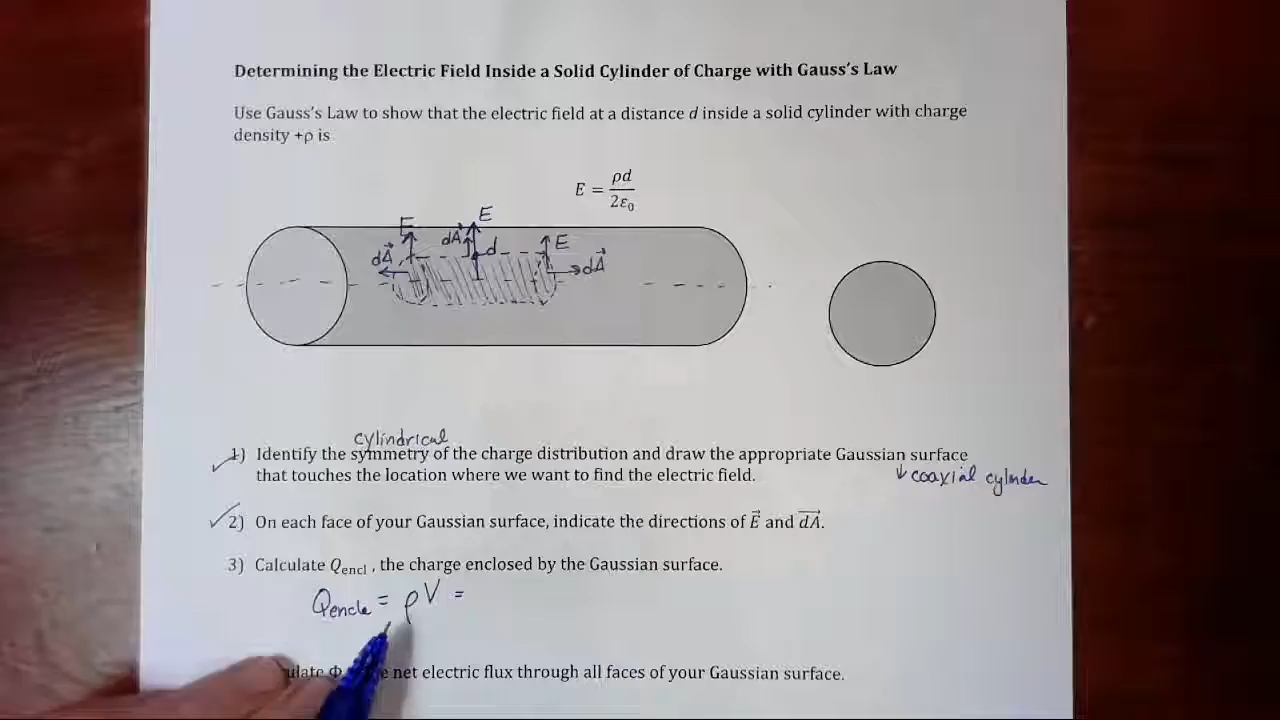 Determining the Electric Field Inside a Solid Cylinder of Charge with Gauss's Law
Use Gauss's Law to show that the electric field at a distance d inside a solid cylinder with charge
density +ρ is
E = ρd / 2ε₀
E
E
dA⃗
d
E
dA⃗
dA⃗
cylindrical
1) Identify the symmetry of the charge distribution and draw the appropriate Gaussian surface
that touches the location where we want to find the electric field.
↓ coaxial cylinder
2) On each face of your Gaussian surface, indicate the directions of E⃗ and dA⃗.
3) Calculate Qencl , the charge enclosed by the Gaussian surface.
Qencle = ρV =
net electric flux through all faces of your Gaussian surface.